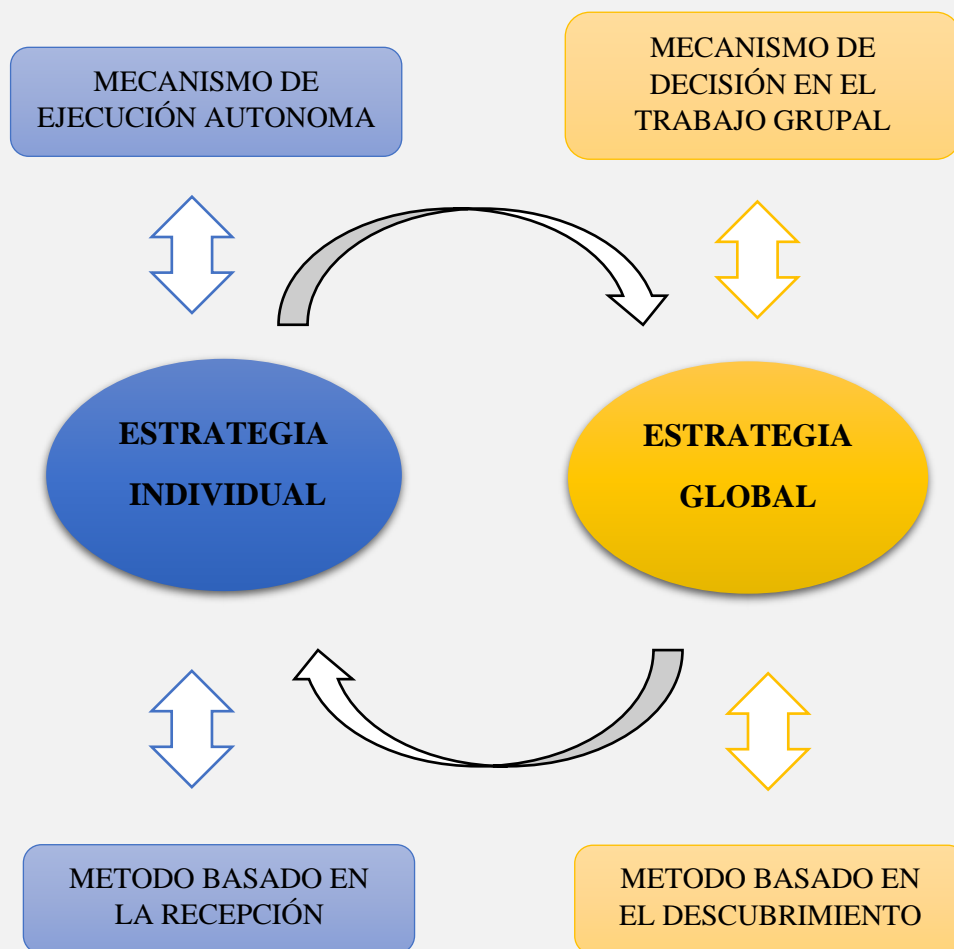 MECANISMO DE
EJECUCIÓN AUTONOMA
MECANISMO DE
DECISIÓN EN EL
TRABAJO GRUPAL
ESTRATEGIA
INDIVIDUAL
ESTRATEGIA
GLOBAL
METODO BASADO EN
LA RECEPCIÓN
METODO BASADO EN
EL DESCUBRIMIENTO